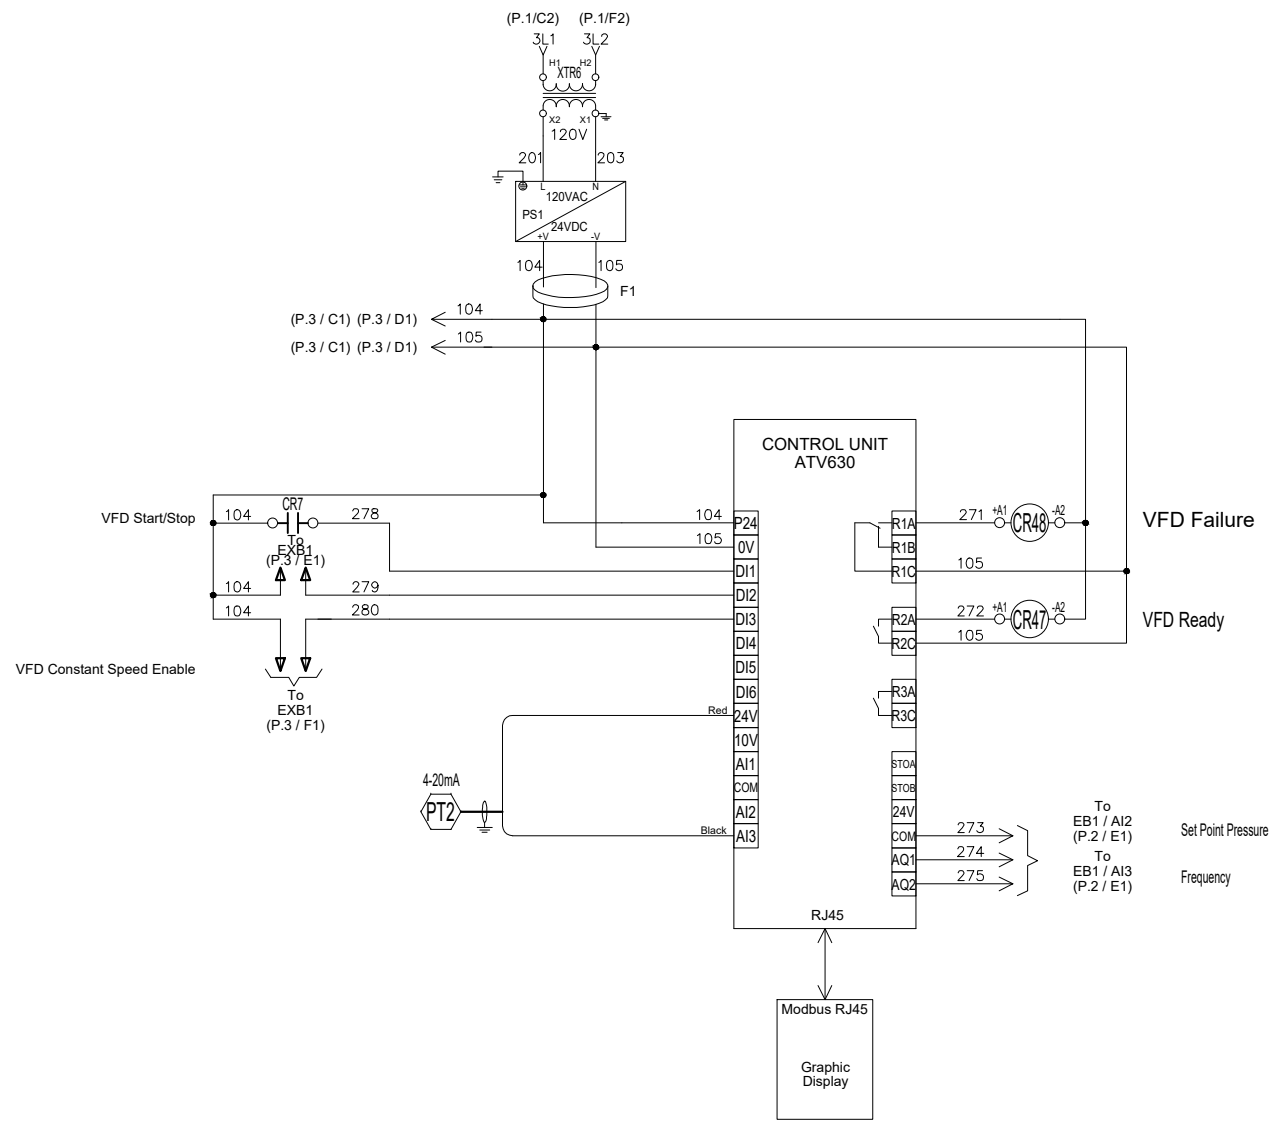 (P.1/C2) (P.1/F2)
3L1 3L2
H1 H2
XTR6
X2 X1
120V
201 203
L N
120VAC
PS1
24VDC
+V -V
104 105
F1
(P.3 / C1) (P.3 / D1) 104
(P.3 / C1) (P.3 / D1) 105
CONTROL UNIT
ATV630
VFD Start/Stop
104 CR7 278
To
EXB1
(P.3 / E1)
104 279
104 280
VFD Constant Speed Enable
To
EXB1
(P.3 / F1)
104 P24
105 0V
DI1
DI2
DI3
DI4
DI5
DI6
Red 24V
10V
AI1
COM
AI2
Black AI3
4-20mA
PT2
R1A 271 +A1 CR48 -A2 VFD Failure
R1B
R1C 105
R2A 272 +A1 CR47 -A2 VFD Ready
R2C 105
R3A
R3C
STOA
STOB
24V
COM 273
AQ1 274
AQ2 275
To
EB1 / AI2
(P.2 / E1)
Set Point Pressure
To
EB1 / AI3
(P.2 / E1)
Frequency
RJ45
Modbus RJ45
Graphic
Display